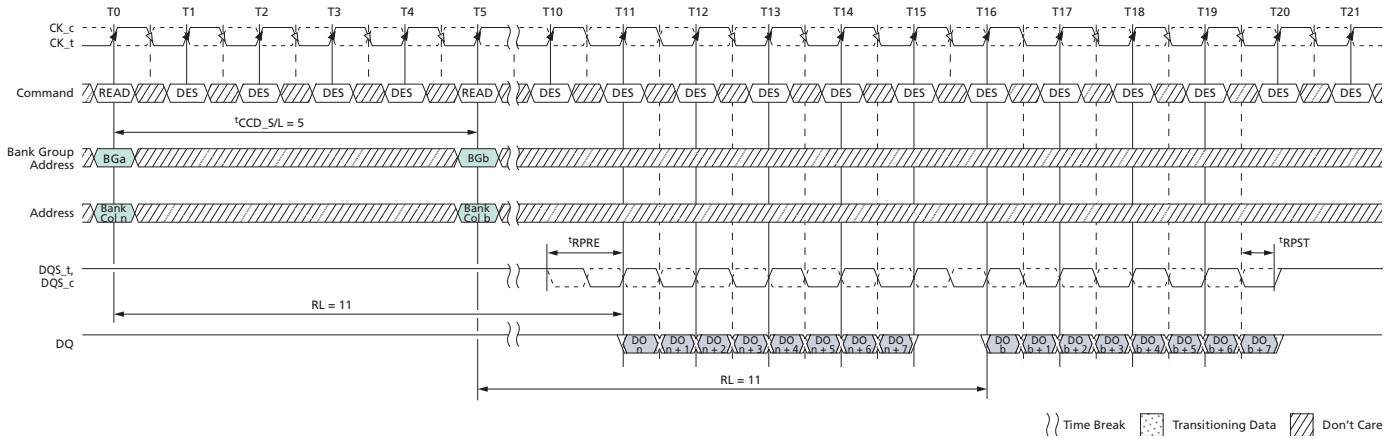 T0 T1 T2 T3 T4 T5 T10 T11 T12 T13 T14 T15 T16 T17 T18 T19 T20 T21
CK_c
CK_t
Command READ DES DES DES DES READ DES DES DES DES DES DES DES DES DES DES DES DES
tCCD_S/L = 5
Bank Group
Address
BGa BGb
Address
Bank
Col n
Bank
Col b
tRPRE tRPST
DQS_t,
DQS_c
RL = 11
DQ
DO
n
DO
n + 1
DO
n + 2
DO
n + 3
DO
n + 4
DO
n + 5
DO
n + 6
DO
n + 7
DO
b
DO
b + 1
DO
b + 2
DO
b + 3
DO
b + 4
DO
b + 5
DO
b + 6
DO
b + 7
RL = 11
Time Break Transitioning Data Don't Care